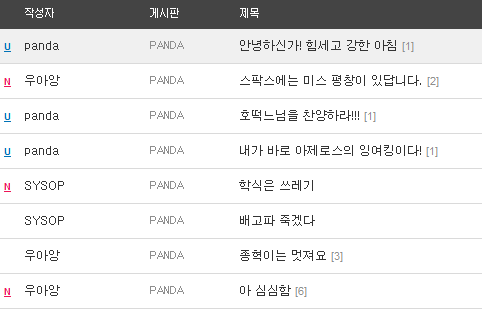 작성자 게시판 제목
U panda PANDA 안녕하신가! 힘세고 강한 아침 [1]
N 우아앙 PANDA 스팍스에는 미스 평창이 있답니다. [2]
U panda PANDA 호떡느님을 찬양하라!!! [1]
U panda PANDA 내가 바로 아제로스의 잉여킹이다! [1]
N SYSOP PANDA 학식은 쓰레기
SYSOP PANDA 배고파 죽겠다
우아앙 PANDA 종혁이는 멋져요 [3]
N 우아앙 PANDA 아 심심함 [6]